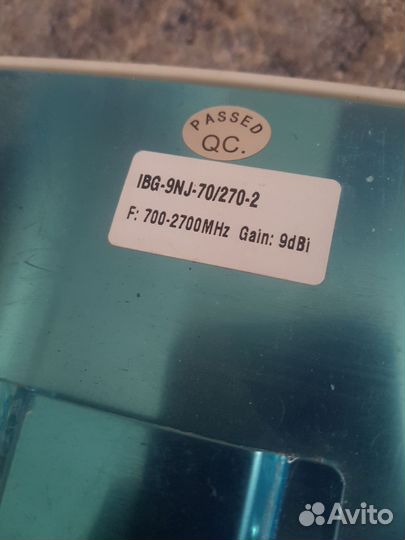 PASSED
QC.
IBG-9NJ-70/270-2
F: 700-2700MHz Gain: 9dBi
Avito